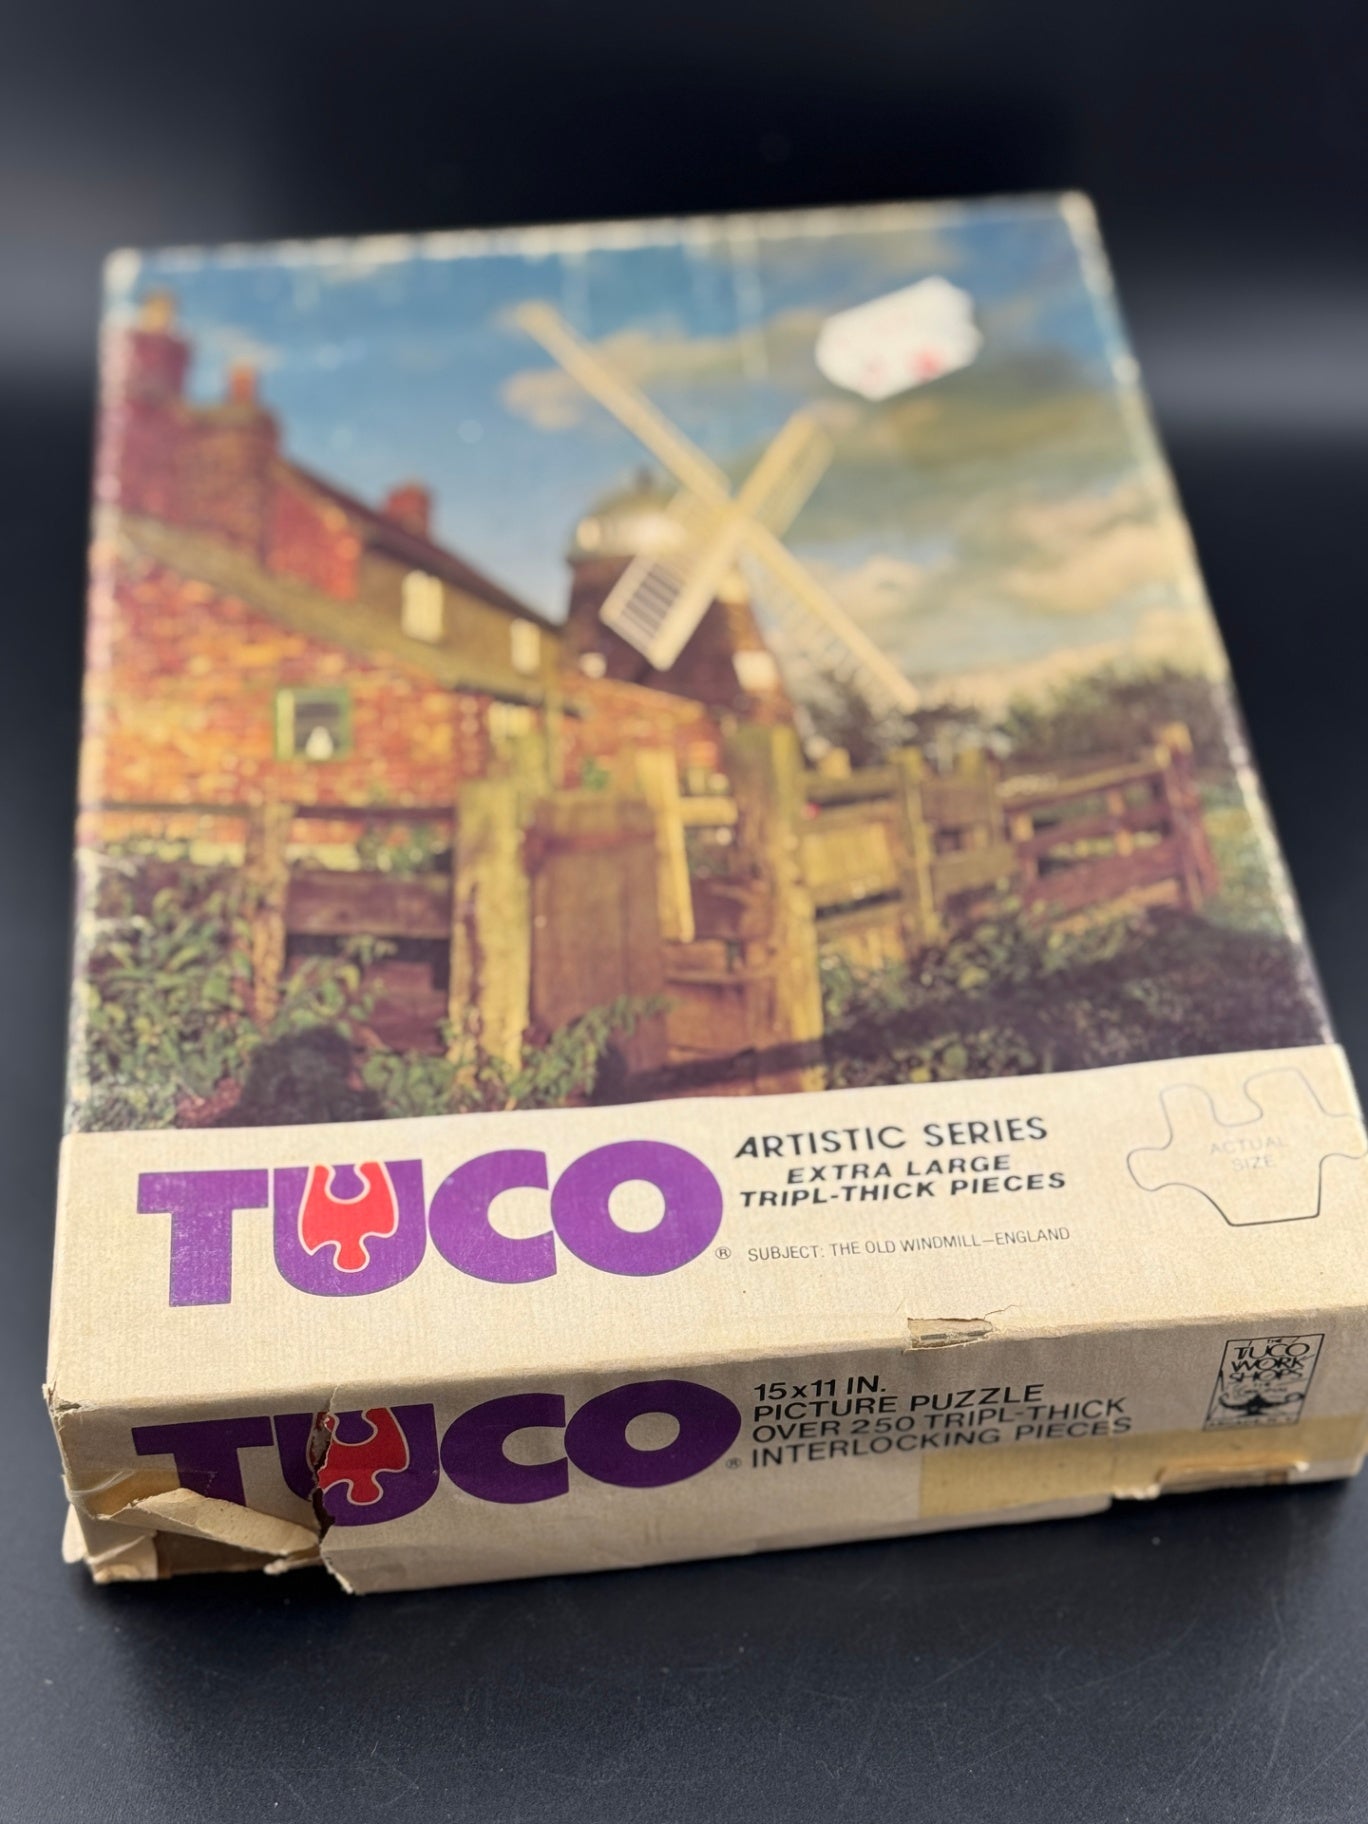 TUCO®
ARTISTIC SERIES
EXTRA LARGE
TRIPL-THICK PIECES
SUBJECT: THE OLD WINDMILL—ENGLAND
ACTUAL
SIZE
TUCO®
15x11 IN.
PICTURE PUZZLE
OVER 250 TRIPL-THICK
INTERLOCKING PIECES
THE
TUCO
WORK
SHOPS